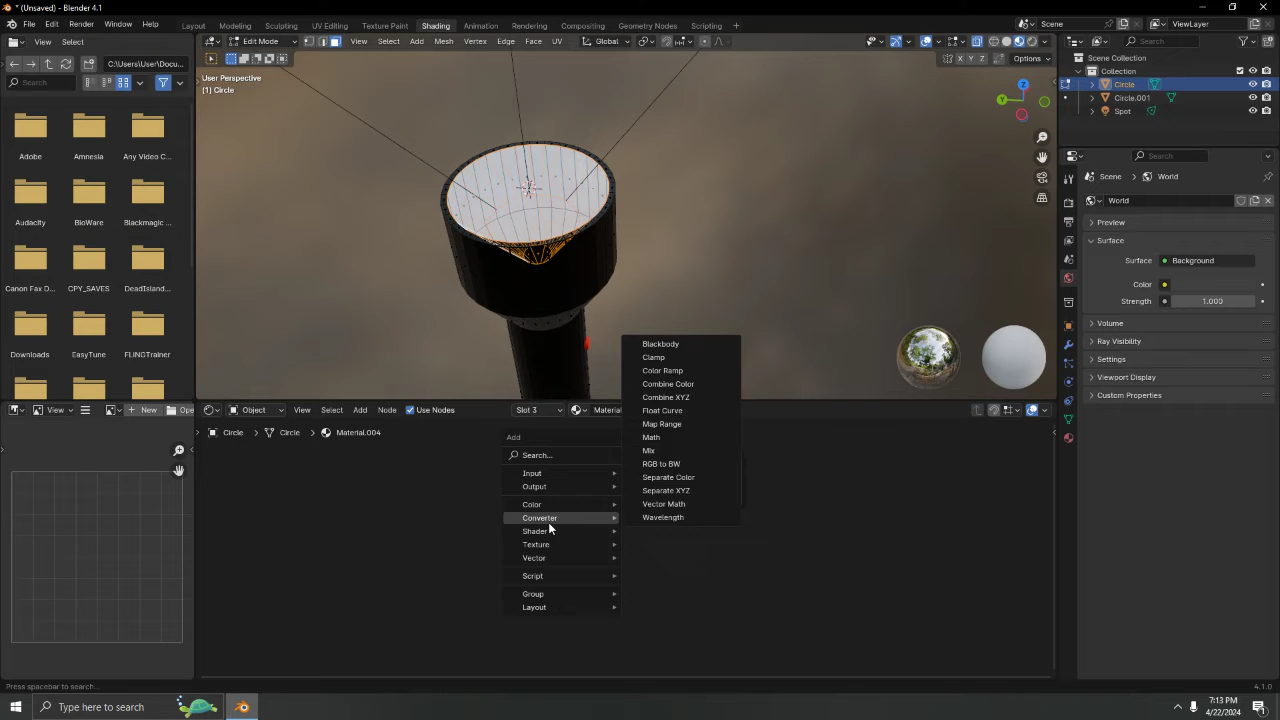 * (Unsaved) - Blender 4.1
File Edit Render Window Help
Layout Modeling Sculpting UV Editing Texture Paint Shading Animation Rendering Compositing Geometry Nodes Scripting +
Scene
ViewLayer
View Select
Edit Mode
View Select Add Mesh Vertex Edge Face UV
Global
Search
C:\Users\User\Docu...
Search
X Y Z
Options
User Perspective
(1) Circle
Scene Collection
Collection
Circle
Circle.001
Spot
Z
Y
Adobe
Amnesia
Any Video C...
Audacity
BioWare
Blackmagic ...
Canon Fax D...
CPY_SAVES
DeadIsland...
Downloads
EasyTune
FLiNGTrainer
Search
Scene
World
World
Preview
Surface
Surface
Background
Color
Strength
1.000
Volume
Ray Visibility
Settings
Viewport Display
Custom Properties
View
New
Ope
Object
View Select Add Node
Use Nodes
Slot 3
Material
Circle
Circle
Material.004
Add
Search...
Input
Output
Color
Converter
Shader
Texture
Vector
Script
Group
Layout
Blackbody
Clamp
Color Ramp
Combine Color
Combine XYZ
Float Curve
Map Range
Math
Mix
RGB to BW
Separate Color
Separate XYZ
Vector Math
Wavelength
Press spacebar to search...
4.1.0
Type here to search
7:13 PM
4/22/2024